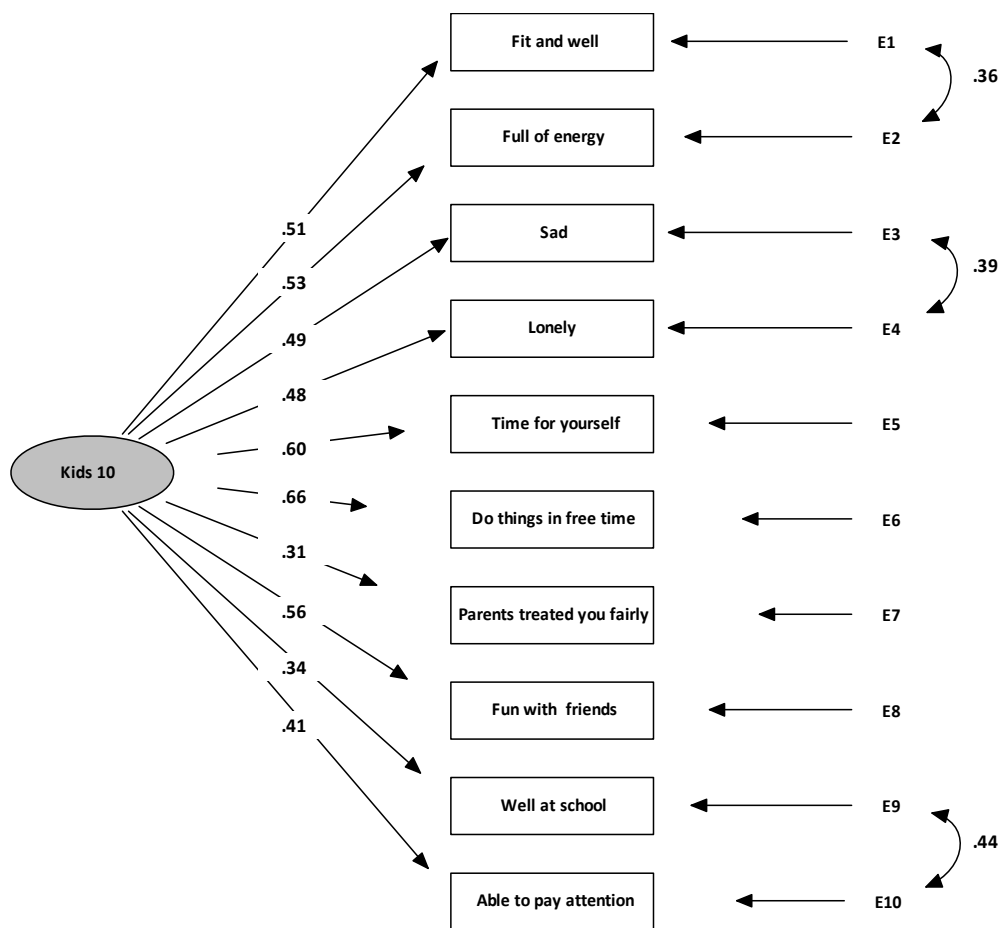 Fit and well
E1
.36
Full of energy
E2
.51
Sad
E3
.39
.53
.49
Lonely
E4
.48
Time for yourself
E5
.60
Kids 10
.66
Do things in free time
E6
.31
.56
Parents treated you fairly
E7
.34
Fun with friends
E8
.41
Well at school
E9
.44
Able to pay attention
E10